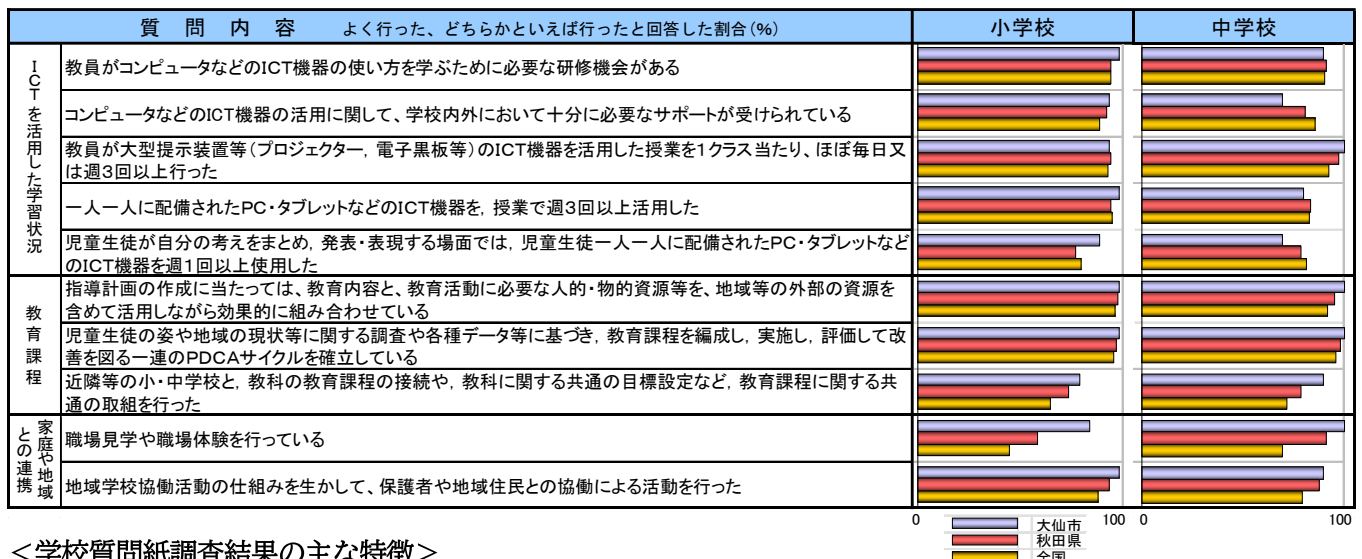 質 問 内 容 よく行った、どちらかといえば行ったと回答した割合(%) 小学校 中学校
ICTを活用した学習状況
教員がコンピュータなどのICT機器の使い方を学ぶために必要な研修機会がある
コンピュータなどのICT機器の活用に関して、学校内外において十分に必要なサポートが受けられている
教員が大型提示装置等(プロジェクター, 電子黒板等)のICT機器を活用した授業を1クラス当たり、ほぼ毎日又
は週3回以上行った
一人一人に配備されたPC・タブレットなどのICT機器を, 授業で週3回以上活用した
児童生徒が自分の考えをまとめ, 発表・表現する場面では, 児童生徒一人一人に配備されたPC・タブレットなど
のICT機器を週1回以上使用した
教育課程
指導計画の作成に当たっては、教育内容と、教育活動に必要な人的・物的資源等を、地域等の外部の資源を
含めて活用しながら効果的に組み合わせている
児童生徒の姿や地域の現状等に関する調査や各種データ等に基づき, 教育課程を編成し, 実施し, 評価して改
善を図る一連のPDCAサイクルを確立している
近隣等の小・中学校と, 教科の教育課程の接続や, 教科に関する共通の目標設定など, 教育課程に関する共
通の取組を行った
家庭や地域
との連携
職場見学や職場体験を行っている
地域学校協働活動の仕組みを生かして、保護者や地域住民との協働による活動を行った
0 100 0 100
大仙市
秋田県
全国
<学校質問紙調査結果の主な特徴>